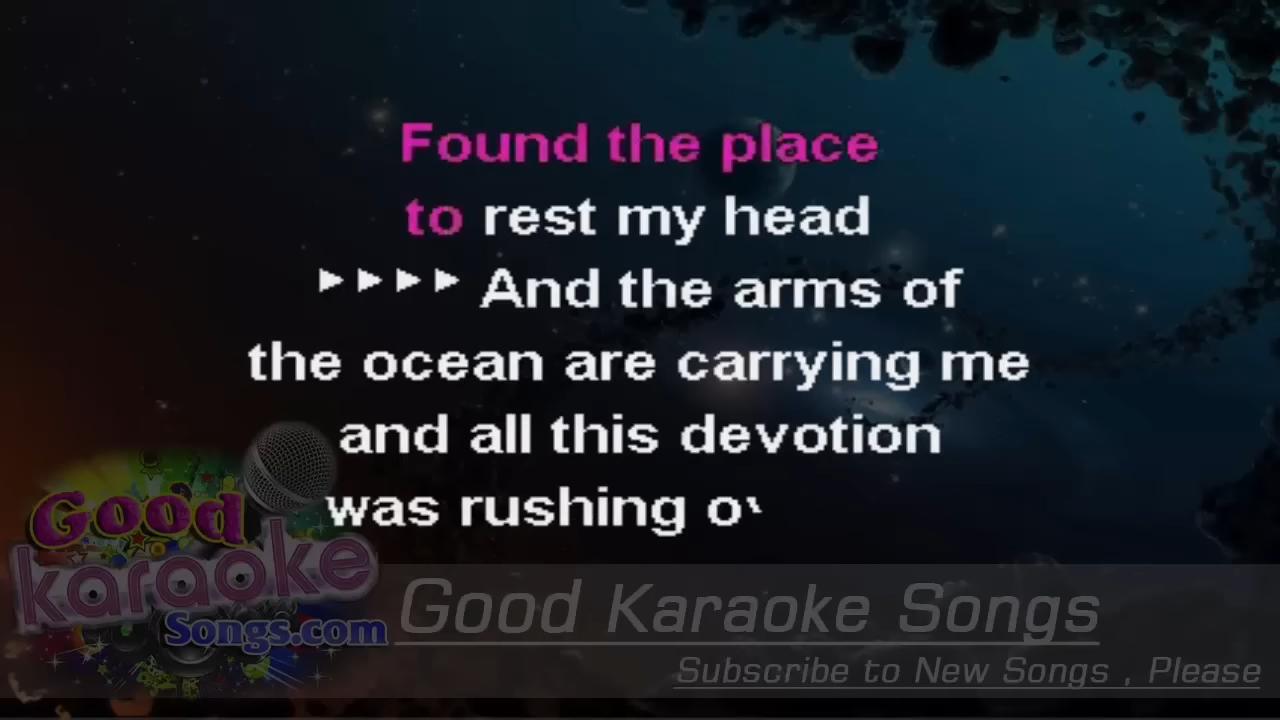 Found the place
to rest my head
▶▶▶▶ And the arms of
the ocean are carrying me
and all this devotion
was rushing
Good
karaoke
Songs.com
Good Karaoke Songs
Subscribe to New Songs , Please